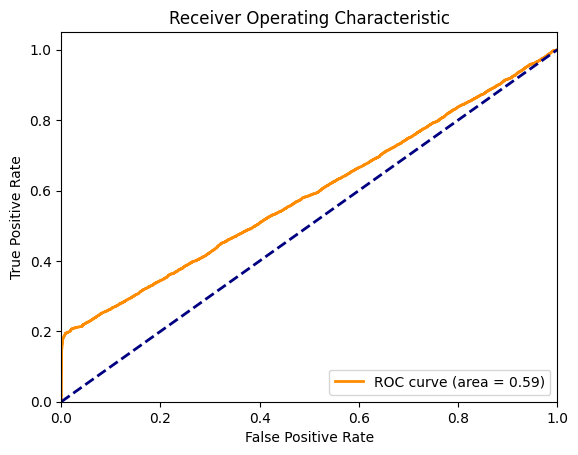 Receiver Operating Characteristic
True Positive Rate
1.0
0.8
0.6
0.4
0.2
0.0
ROC curve (area = 0.59)
0.0 0.2 0.4 0.6 0.8 1.0
False Positive Rate